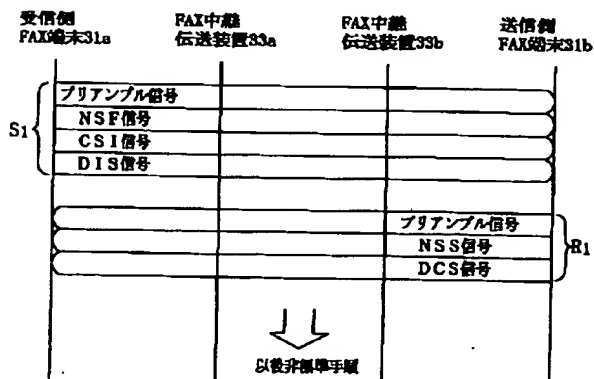 受信側
FAX端末31a
FAX中継
伝送装置33a
FAX中継
伝送装置33b
送信側
FAX端末31b
S1
プリアンブル信号
NSF信号
CSI信号
DIS信号
プリアンブル信号
NSS信号
DCS信号
R1
以後非標準手順